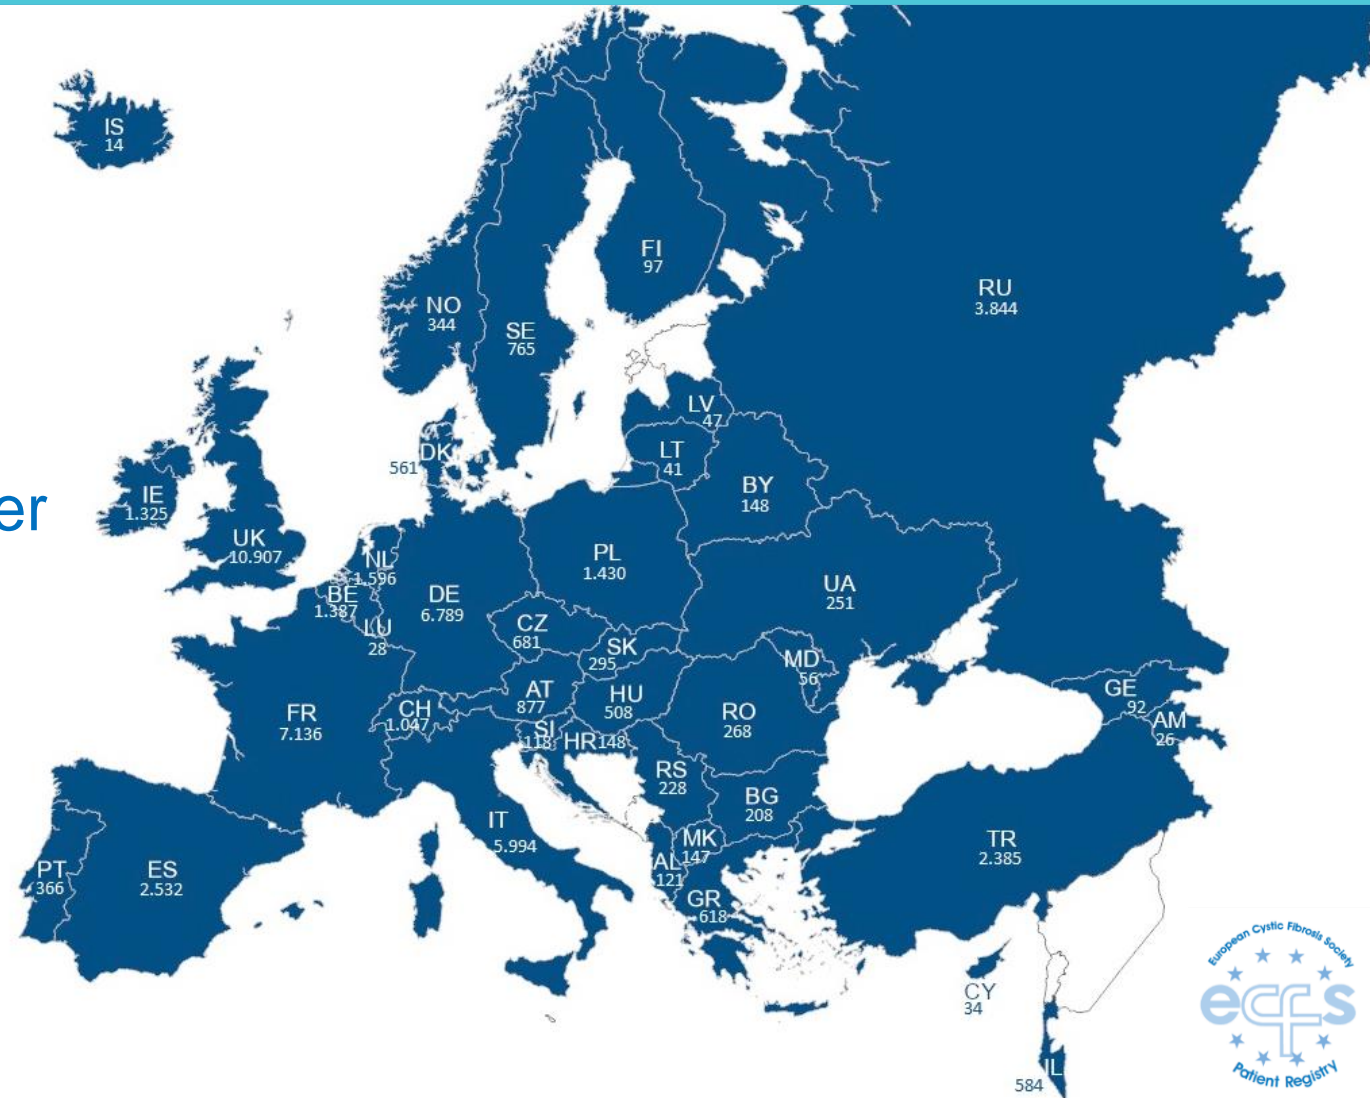 IS
14
FI
97
RU
3.844
NO
344
SE
765
LV
47
DK
561
LT
41
BY
148
er
IE
1.325
UK
10.907
NL
1.596
BE
1.387
LU
28
DE
6.789
PL
1.430
UA
251
CZ
681
SK
295
MD
56
AT
877
HU
508
GE
92
AM
26
FR
7.136
CH
1.047
SI
HR 148
RO
268
RS
228
BG
208
IT
5.994
MK
147
TR
2.385
PT
366
ES
2.532
AL
121
GR
618
CY
34
IL
584
European Cystic Fibrosis Society
ecfs
Patient Registry